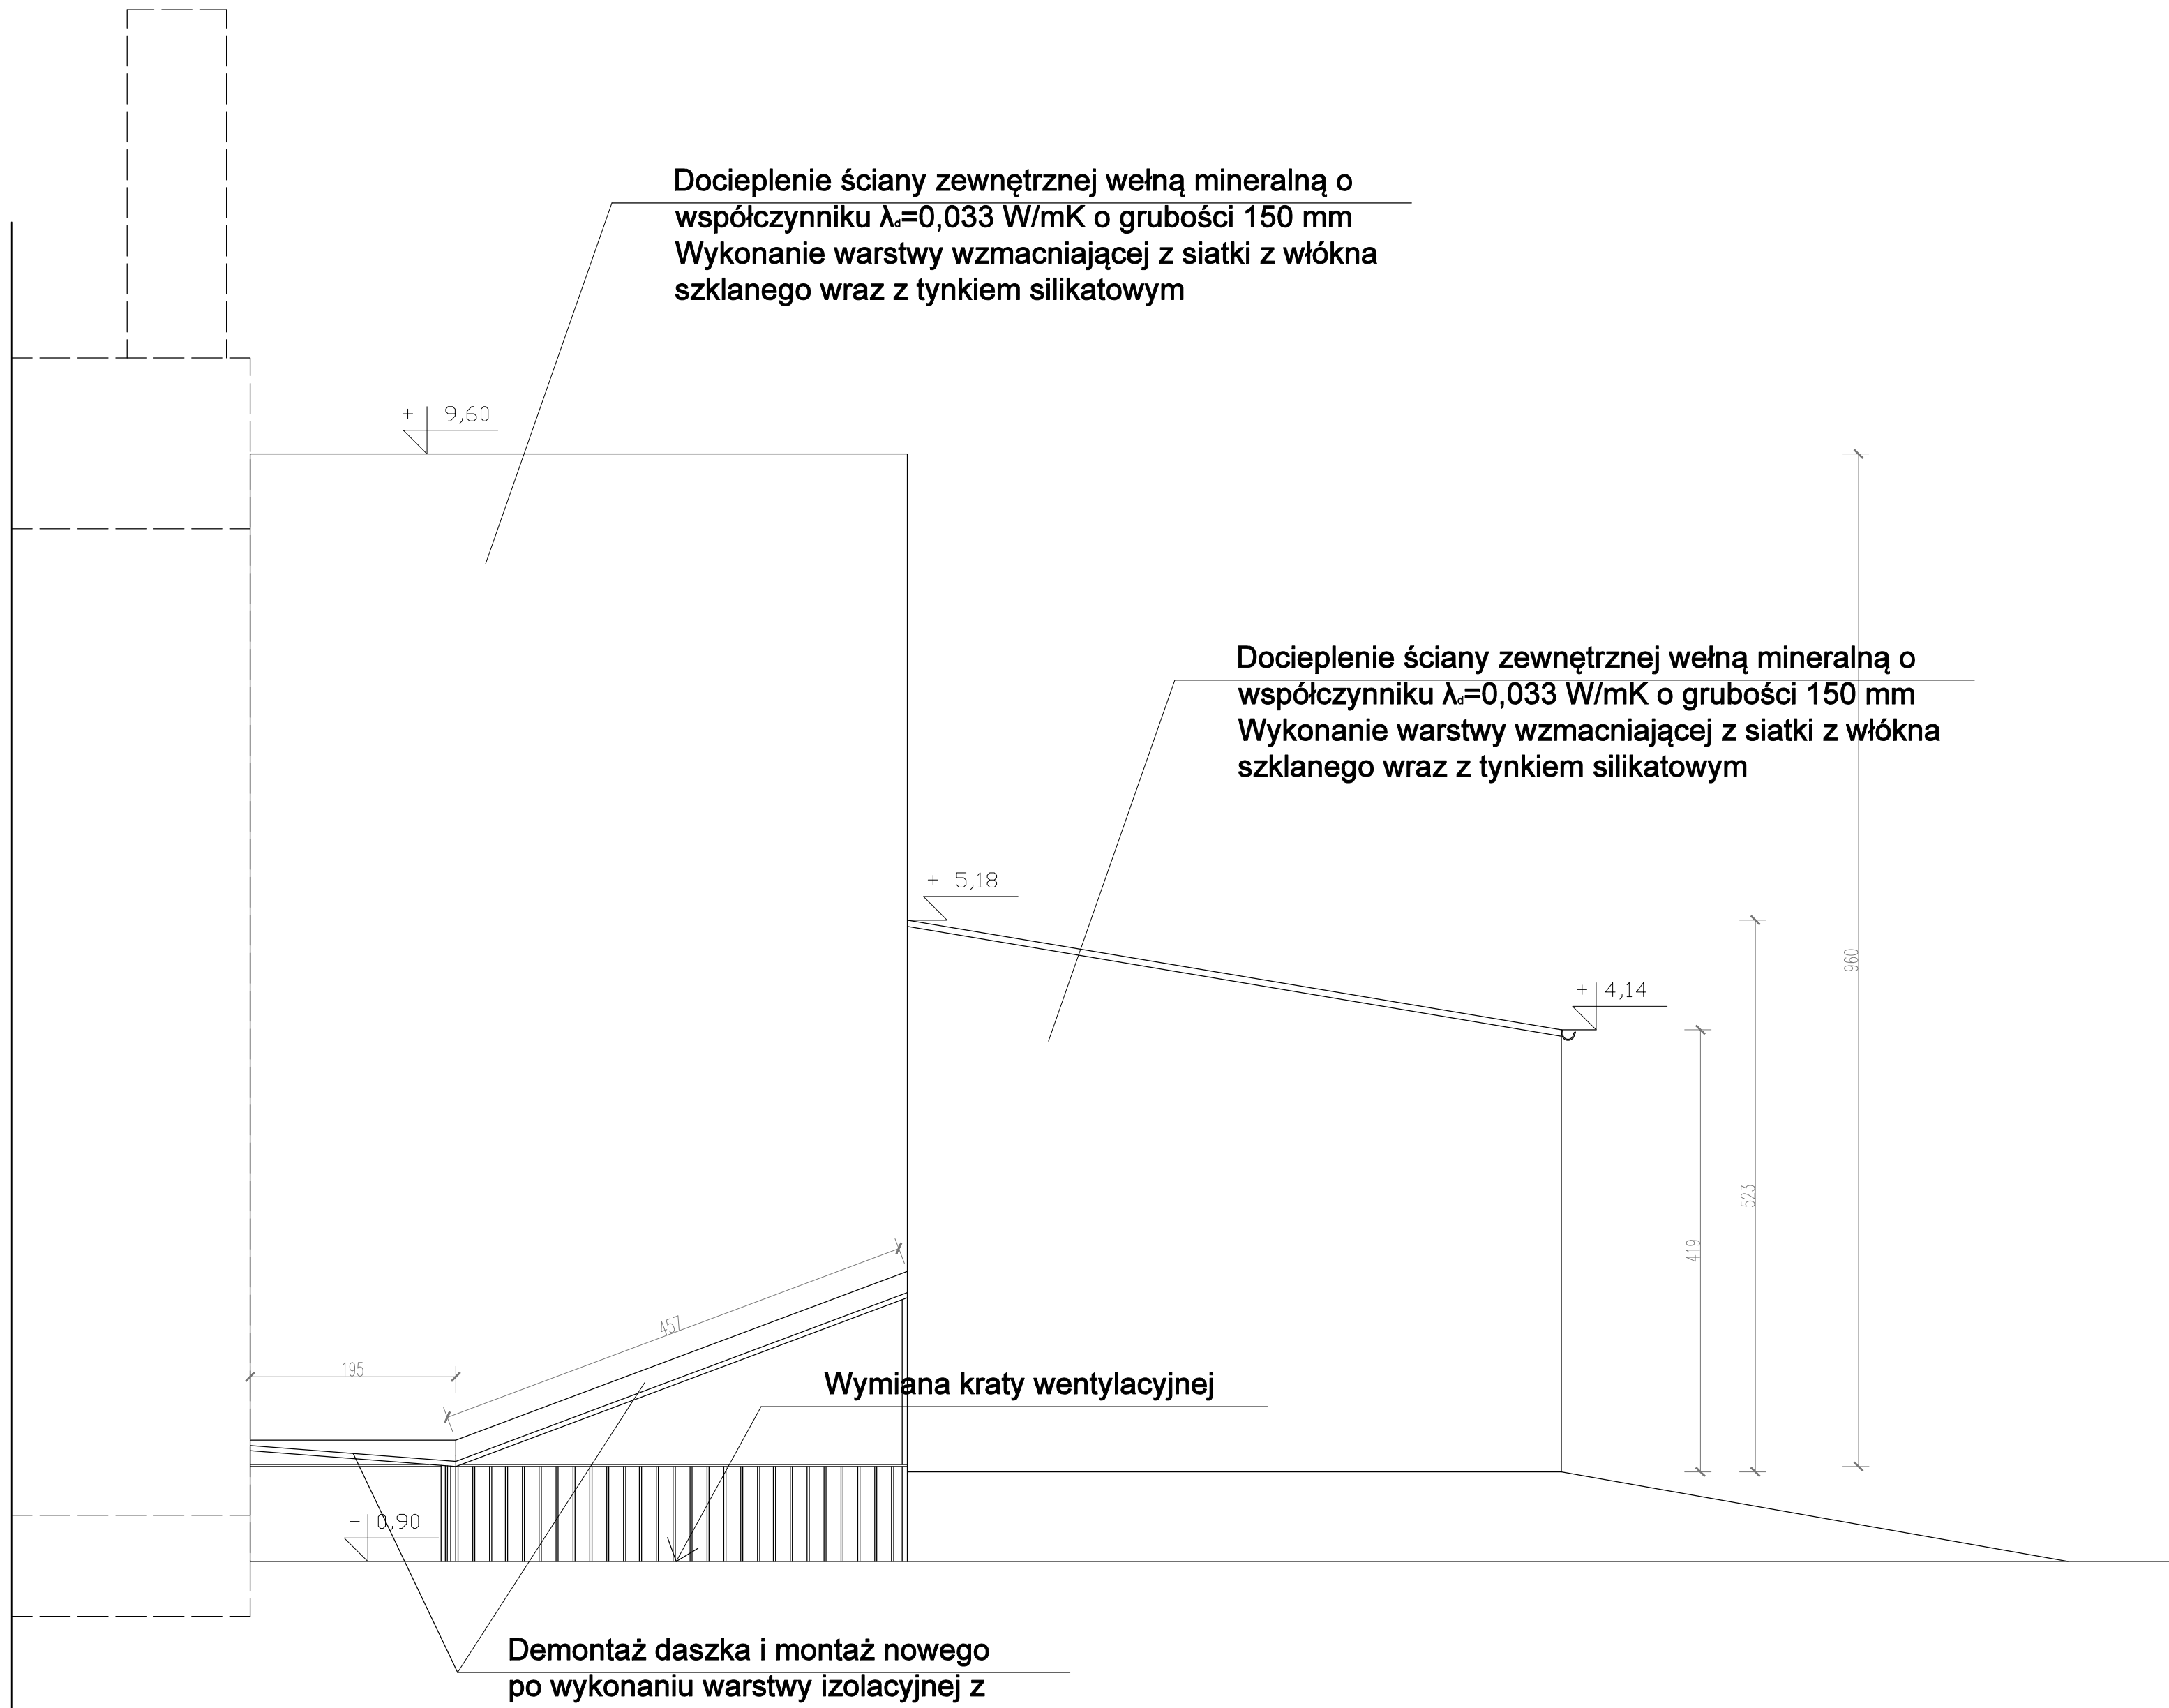 Docieplenie ściany zewnętrznej wełną mineralną o
współczynniku λd=0,033 W/mK o grubości 150 mm
Wykonanie warstwy wzmacniającej z siatki z włókna
szklanego wraz z tynkiem silikatowym
+ 9,60
Docieplenie ściany zewnętrznej wełną mineralną o
współczynniku λd=0,033 W/mK o grubości 150 mm
Wykonanie warstwy wzmacniającej z siatki z włókna
szklanego wraz z tynkiem silikatowym
+ 5,18
960
+ 4,14
523
419
457
195
Wymiana kraty wentylacyjnej
- 0,90
Demontaż daszka i montaż nowego
po wykonaniu warstwy izolacyjnej z